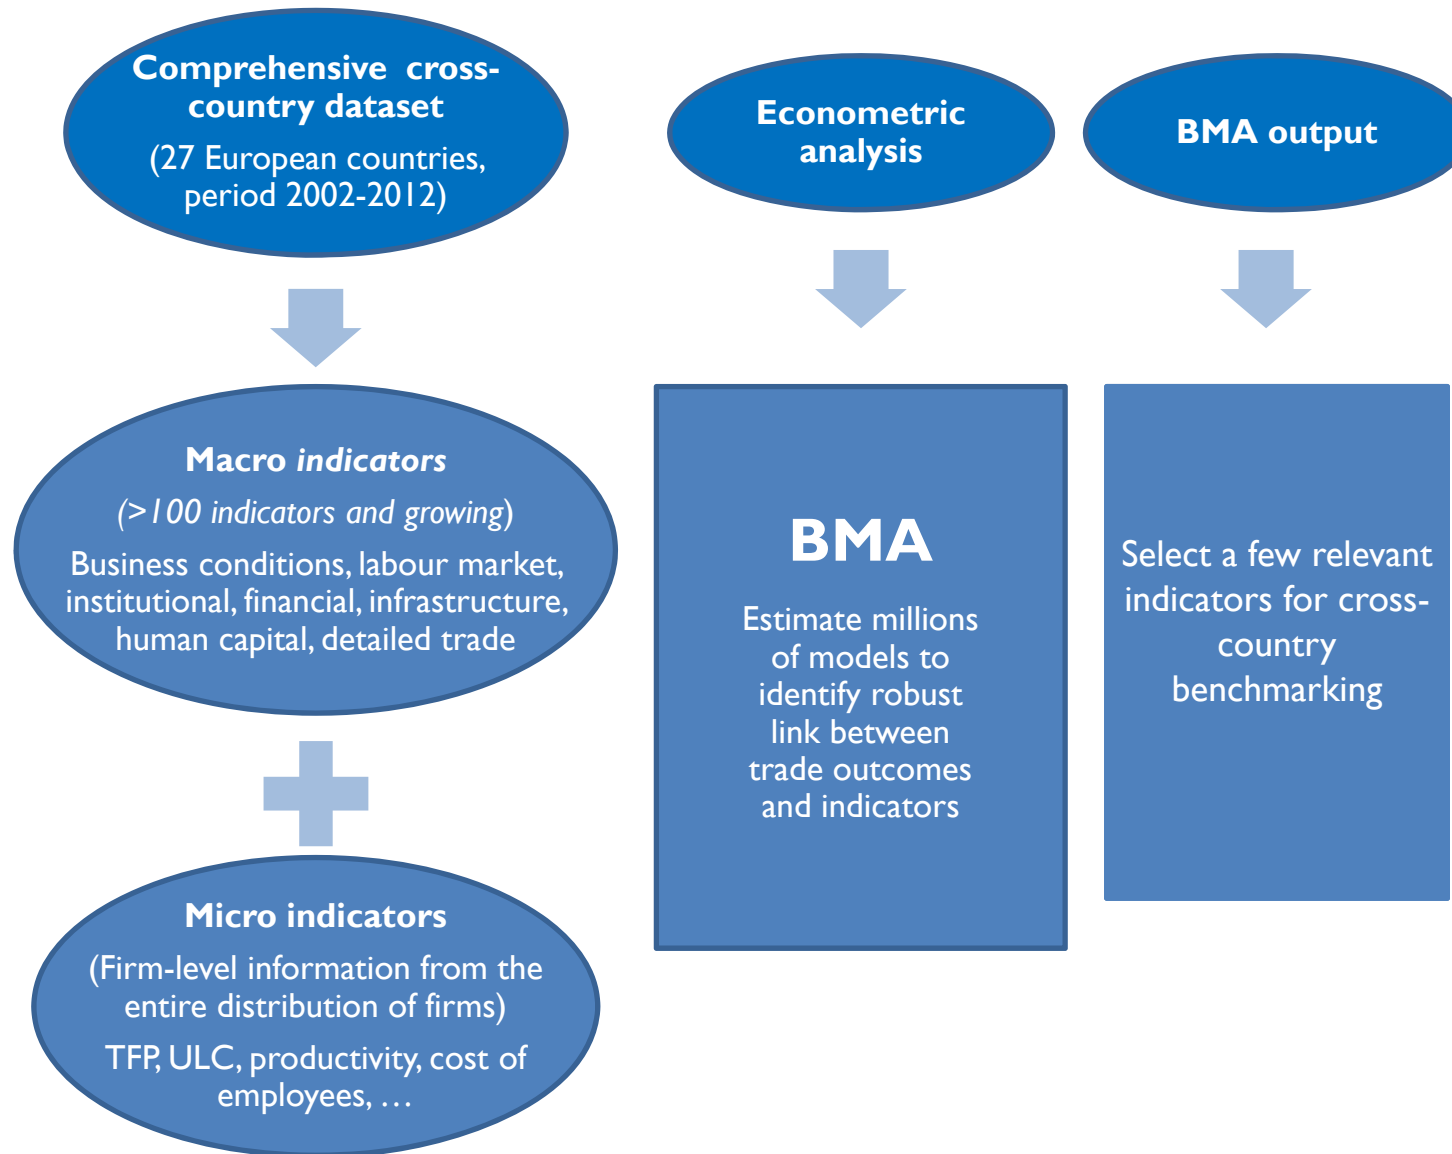 Comprehensive cross-
country dataset
(27 European countries,
period 2002-2012)
Macro indicators
(>100 indicators and growing)
Business conditions, labour market,
institutional, financial, infrastructure,
human capital, detailed trade
Micro indicators
(Firm-level information from the
entire distribution of firms)
TFP, ULC, productivity, cost of
employees, …
Econometric
analysis
BMA
Estimate millions
of models to
identify robust
link between
trade outcomes
and indicators
BMA output
Select a few relevant
indicators for cross-
country
benchmarking